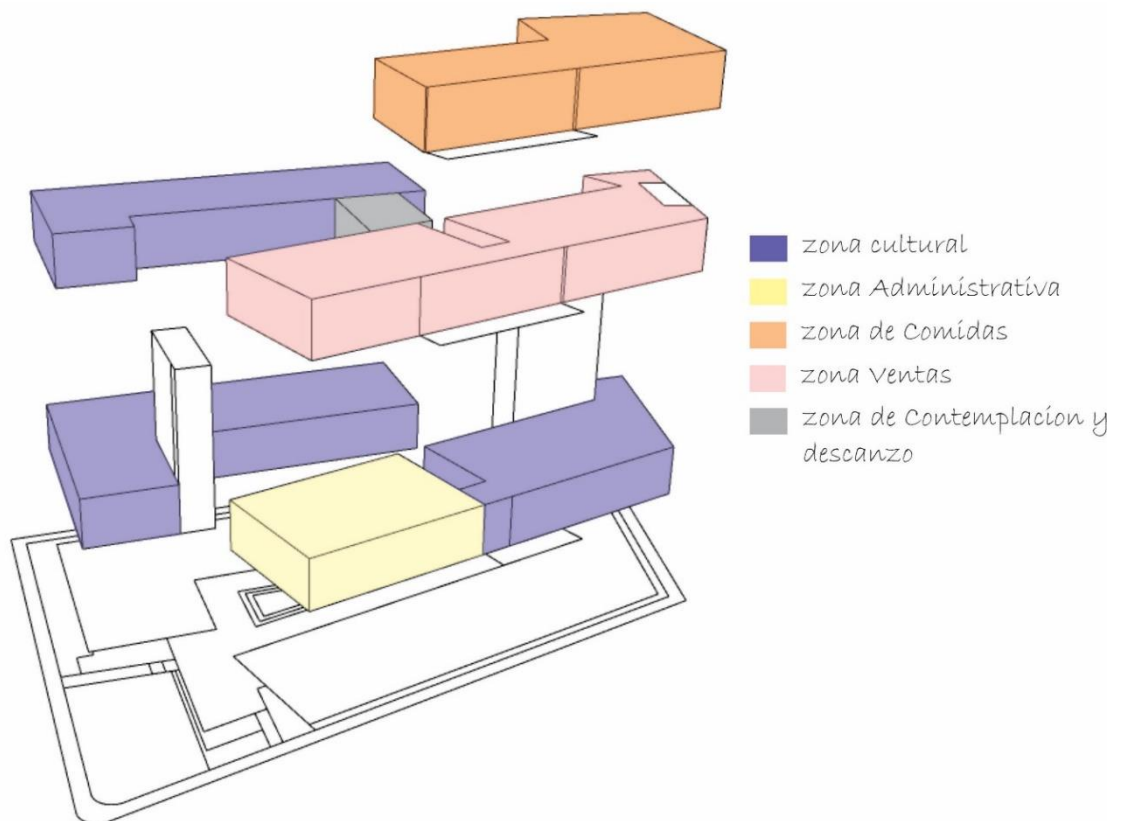 zona cultural
zona Administrativa
zona de Comidas
zona Ventas
zona de Contemplacion y
descanzo